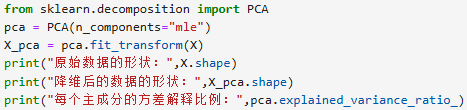 from sklearn.decomposition import PCA
pca = PCA(n_components="mle")
X_pca = pca.fit_transform(X)
print("原始数据的形状：",X.shape)
print("降维后的数据的形状：",X_pca.shape)
print("每个主成分的方差解释比例：",pca.explained_variance_ratio_)